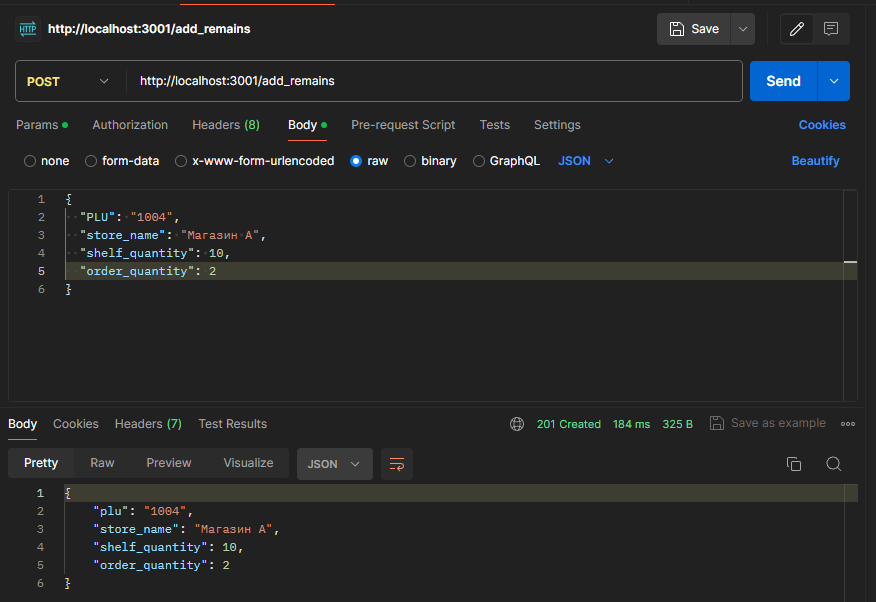 HTTP http://localhost:3001/add_remains Save
POST http://localhost:3001/add_remains Send
Params Authorization Headers (8) Body Pre-request Script Tests Settings Cookies
none form-data x-www-form-urlencoded raw binary GraphQL JSON Beautify
1 {
2 "PLU": "1004",
3 "store_name": "Магазин А",
4 "shelf_quantity": 10,
5 "order_quantity": 2
6 }
Body Cookies Headers (7) Test Results 201 Created 184 ms 325 B Save as example
Pretty Raw Preview Visualize JSON
1 {
2 "plu": "1004",
3 "store_name": "Магазин А",
4 "shelf_quantity": 10,
5 "order_quantity": 2
6 }